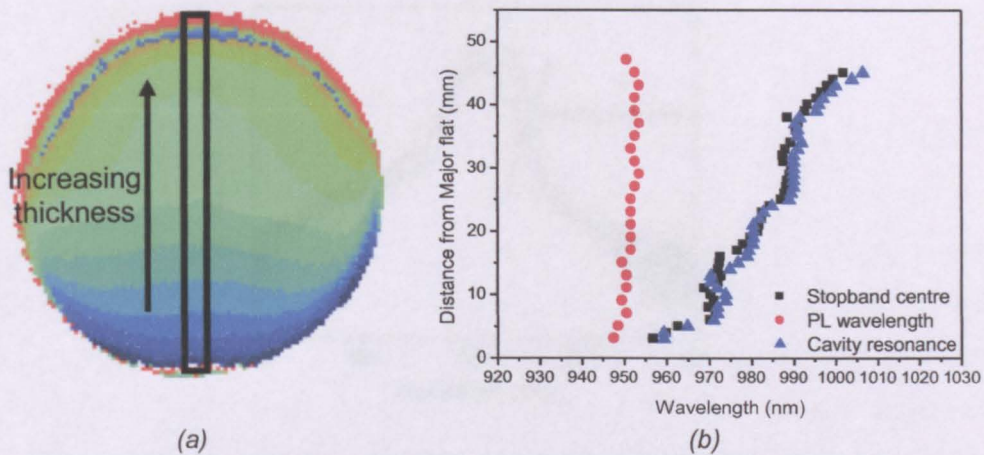 Increasing
thickness
(a)
Distance from Major flat (mm)
50
40
30
20
10
0
Stopband centre
PL wavelength
Cavity resonance
920 930 940 950 960 970 980 990 1000 1010 1020 1030
Wavelength (nm)
(b)